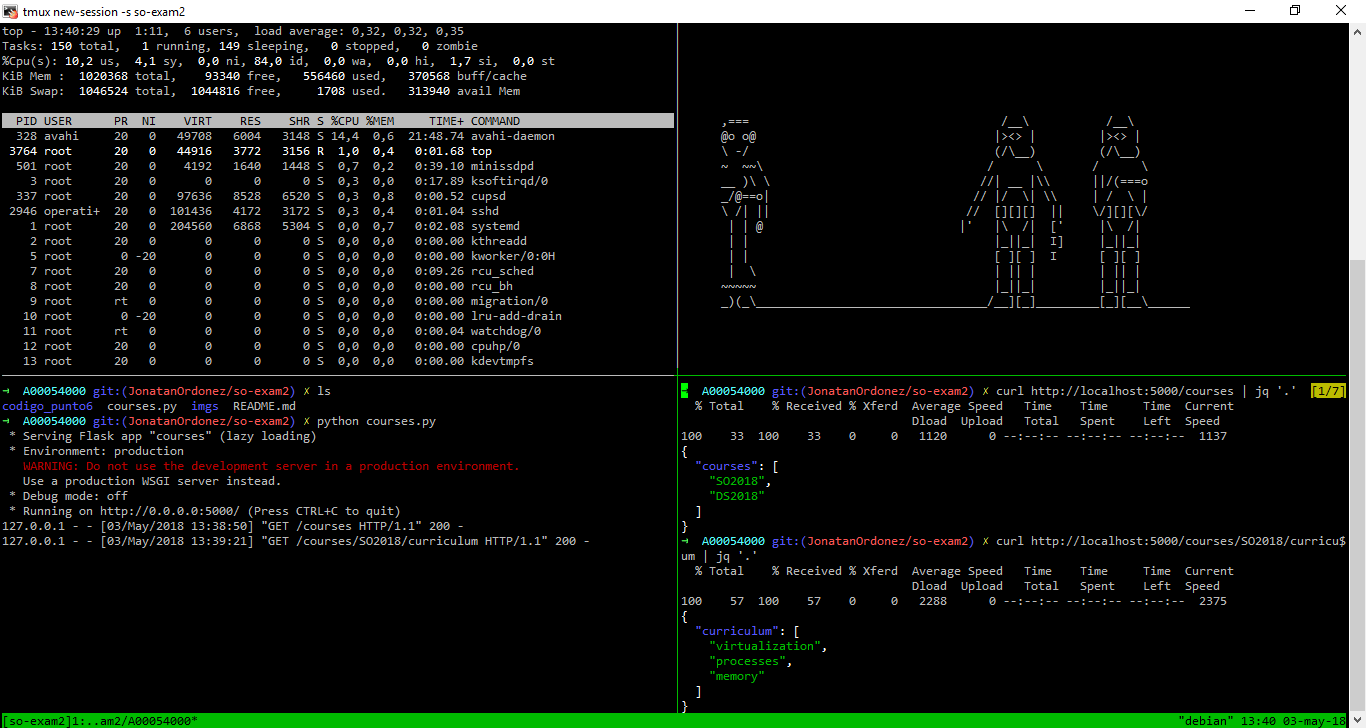 tmux new-session -s so-exam2
top - 13:40:29 up  1:11,  6 users,  load average: 0,32, 0,32, 0,35
Tasks: 150 total,   1 running, 149 sleeping,   0 stopped,   0 zombie
%Cpu(s): 10,2 us,  4,1 sy,  0,0 ni, 84,0 id,  0,0 wa,  0,0 hi,  1,7 si,  0,0 st
KiB Mem :  1020368 total,    93340 free,   556460 used,   370568 buff/cache
KiB Swap:  1046524 total,  1044816 free,     1708 used.   313940 avail Mem
  PID USER      PR  NI    VIRT    RES    SHR S %CPU %MEM     TIME+ COMMAND
  328 avahi     20   0   49708   6004   3148 S 14,4  0,6  21:48.74 avahi-daemon
 3764 root      20   0   44916   3772   3156 R  1,0  0,4   0:01.68 top
  501 root      20   0    4192   1640   1448 S  0,7  0,2   0:39.10 minissdpd
    3 root      20   0       0      0      0 S  0,3  0,0   0:17.89 ksoftirqd/0
  337 root      20   0   97636   8528   6520 S  0,3  0,8   0:00.52 cupsd
 2946 operati+  20   0  101436   4172   3172 S  0,3  0,4   0:01.04 sshd
    1 root      20   0  204560   6868   5304 S  0,0  0,7   0:02.08 systemd
    2 root      20   0       0      0      0 S  0,0  0,0   0:00.00 kthreadd
    5 root       0 -20       0      0      0 S  0,0  0,0   0:00.00 kworker/0:0H
    7 root      20   0       0      0      0 S  0,0  0,0   0:09.26 rcu_sched
    8 root      20   0       0      0      0 S  0,0  0,0   0:00.00 rcu_bh
    9 root      rt   0       0      0      0 S  0,0  0,0   0:00.00 migration/0
   10 root       0 -20       0      0      0 S  0,0  0,0   0:00.00 lru-add-drain
   11 root      rt   0       0      0      0 S  0,0  0,0   0:00.04 watchdog/0
   12 root      20   0       0      0      0 S  0,0  0,0   0:00.00 cpuhp/0
   13 root      20   0       0      0      0 S  0,0  0,0   0:00.00 kdevtmpfs
→  A00054000 git:(JonatanOrdonez/so-exam2) ✗ ls
codigo_punto6  courses.py  imgs  README.md
→  A00054000 git:(JonatanOrdonez/so-exam2) ✗ python courses.py
 * Serving Flask app "courses" (lazy loading)
 * Environment: production
   WARNING: Do not use the development server in a production environment.
   Use a production WSGI server instead.
 * Debug mode: off
 * Running on http://0.0.0.0:5000/ (Press CTRL+C to quit)
127.0.0.1 - - [03/May/2018 13:38:50] "GET /courses HTTP/1.1" 200 -
127.0.0.1 - - [03/May/2018 13:39:21] "GET /courses/SO2018/curriculum HTTP/1.1" 200 -
→  A00054000 git:(JonatanOrdonez/so-exam2) ✗ curl http://localhost:5000/courses | jq '.'  [1/7]
  % Total    % Received % Xferd  Average Speed   Time    Time     Time  Current
                                 Dload  Upload   Total   Spent    Left  Speed
100    33  100    33    0     0   1120      0 --:--:-- --:--:-- --:--:--  1137
{
  "courses": [
    "SO2018",
    "DS2018"
  ]
}
→  A00054000 git:(JonatanOrdonez/so-exam2) ✗ curl http://localhost:5000/courses/SO2018/curricu$
um | jq '.'
  % Total    % Received % Xferd  Average Speed   Time    Time     Time  Current
                                 Dload  Upload   Total   Spent    Left  Speed
100    57  100    57    0     0   2288      0 --:--:-- --:--:-- --:--:--  2375
{
  "curriculum": [
    "virtualization",
    "processes",
    "memory"
  ]
}
[so-exam2]1:..am2/A00054000*
"debian" 13:40 03-may-18